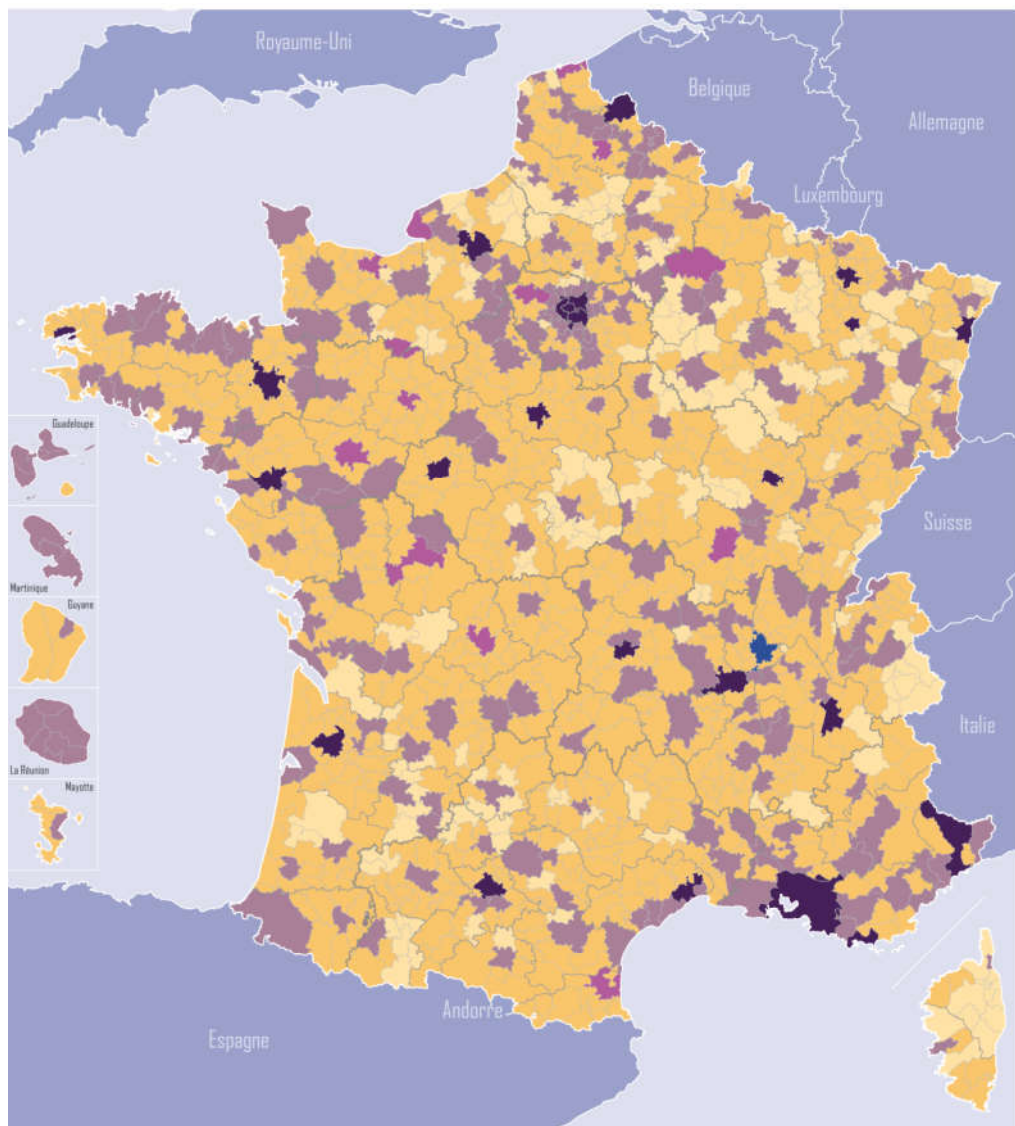 Royaume-Uni
Belgique
Allemagne
Luxembourg
Guadeloupe
Martinique
Suisse
Guyane
La Réunion
Italie
Mayotte
Andorre
Espagne